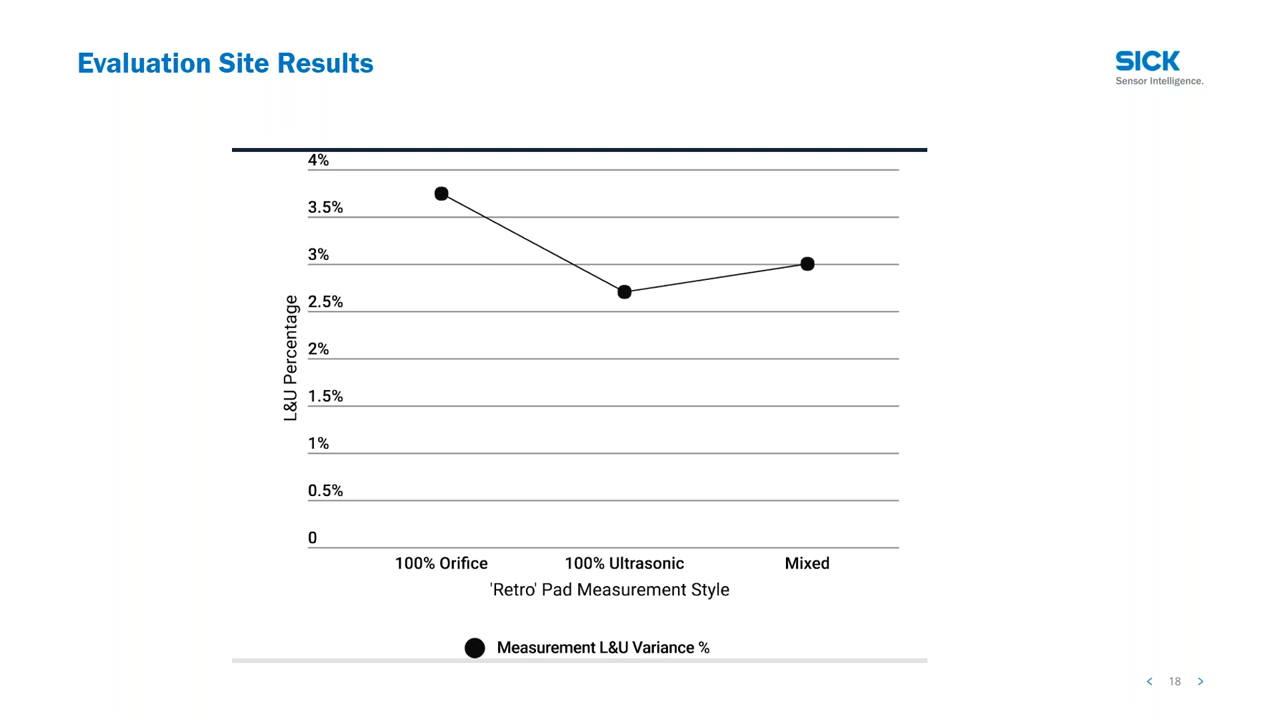 Evaluation Site Results
SICK
Sensor Intelligence.
4%
3.5%
3%
2.5%
2%
1.5%
1%
0.5%
0
L&U Percentage
100% Orifice
100% Ultrasonic
Mixed
'Retro' Pad Measurement Style
Measurement L&U Variance %
< 18 >